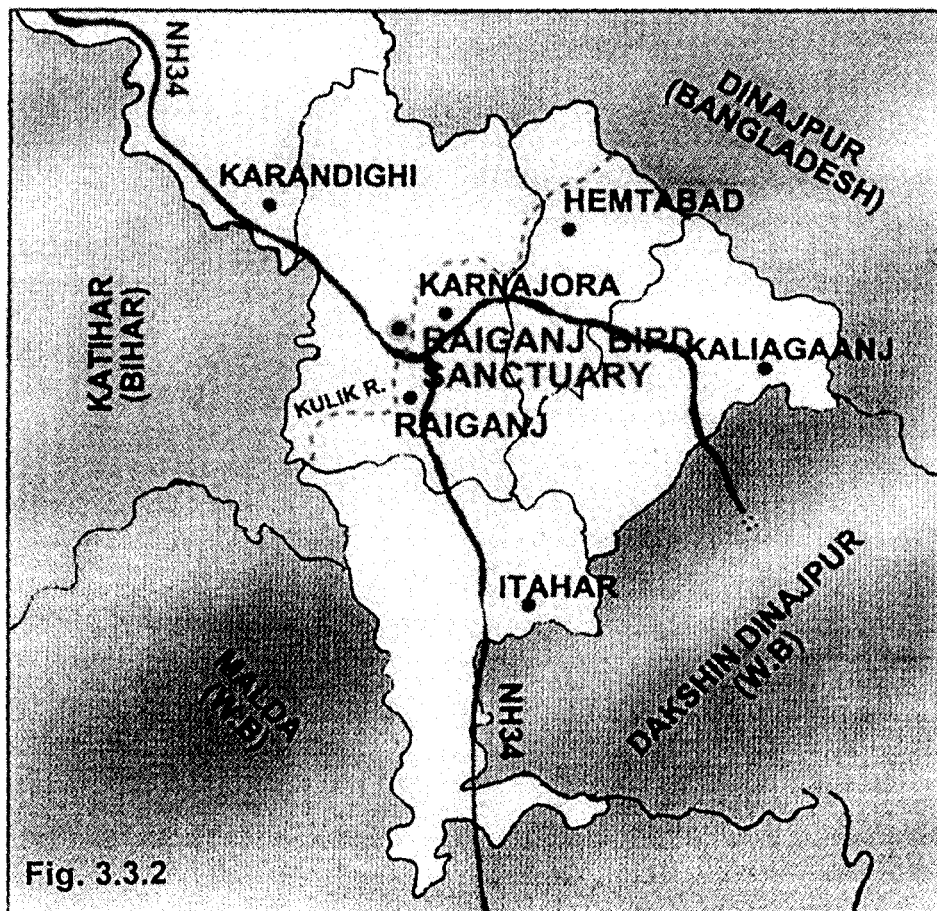 NH34
DINAJPUR
(BANGLADESH)
KARANDIGHI
HEMTABAD
KATIHAR
(BIHAR)
KARNAJORA
RAIGANJ BIRD
SANCTUARY
KALIAGAANJ
KULIK R.
RAIGANJ
ITAHAR
MALDA
(W.B)
NH34
DAKSHIN DINAJPUR
(W.B)
Fig. 3.3.2